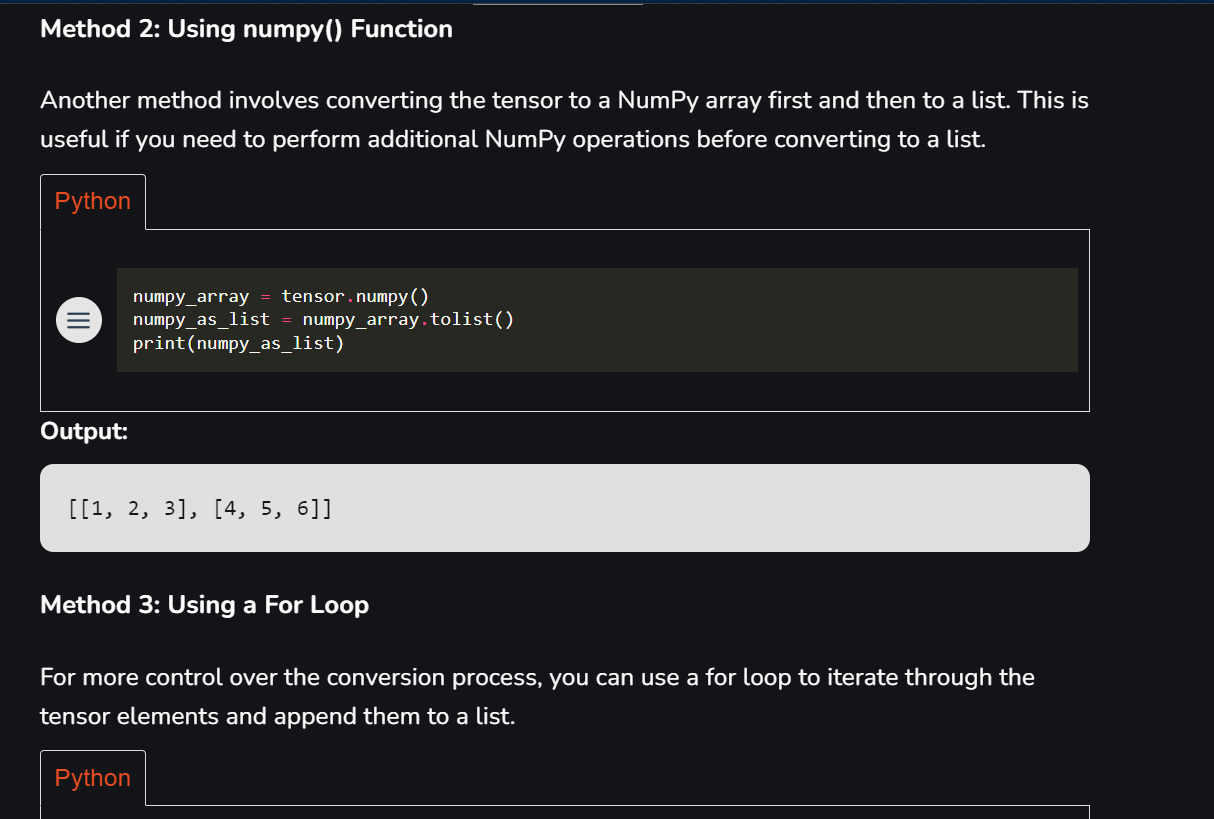 Method 2: Using numpy() Function
Another method involves converting the tensor to a NumPy array first and then to a list. This is
useful if you need to perform additional NumPy operations before converting to a list.
Python
numpy_array = tensor.numpy()
numpy_as_list = numpy_array.tolist()
print(numpy_as_list)
Output:
[[1, 2, 3], [4, 5, 6]]
Method 3: Using a For Loop
For more control over the conversion process, you can use a for loop to iterate through the
tensor elements and append them to a list.
Python